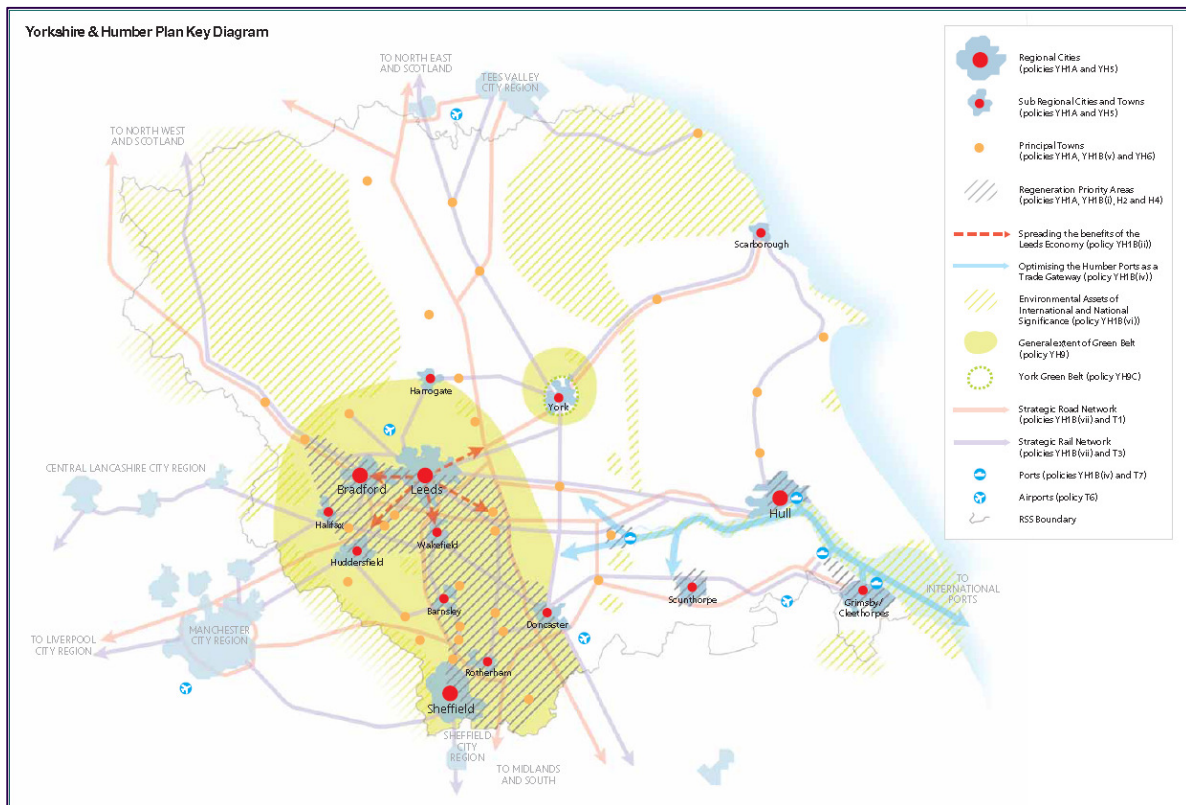 Yorkshire & Humber Plan Key Diagram
TO NORTH EAST
AND SCOTLAND
TEES VALLEY
CITY REGION
TO NORTH WEST
AND SCOTLAND
Scarborough
Harrogate
York
CENTRAL LANCASHIRE CITY REGION
Bradford
Leeds
Hull
Halifax
Wakefield
Huddersfield
Scunthorpe
Grimsby/
Cleethorpes
TO
INTERNATIONAL
PORTS
Barnsley
Doncaster
MANCHESTER
CITY REGION
TO LIVERPOOL
CITY REGION
Rotherham
Sheffield
SHEFFIELD
CITY
REGION
TO MIDLANDS
AND SOUTH
Regional Cities
(policies YH1A and YH5)
Sub Regional Cities and Towns
(policies YH1A and YH5)
Principal Towns
(policies YH1A, YH1B(v) and YH6)
Regeneration Priority Areas
(policies YH1A, YH1B(i), H2 and H4)
Spreading the benefits of the
Leeds Economy (policy YH1B(ii))
Optimising the Humber Ports as a
Trade Gateway (policy YH1B(iv))
Environmental Assets of
International and National
Significance (policy YH1B(vi))
General extent of Green Belt
(policy YH9)
York Green Belt (policy YH9C)
Strategic Road Network
(policies YH1B(vii) and T1)
Strategic Rail Network
(policies YH1B(vii) and T3)
Ports (policies YH1B(iv) and T7)
Airports (policy T6)
RSS Boundary